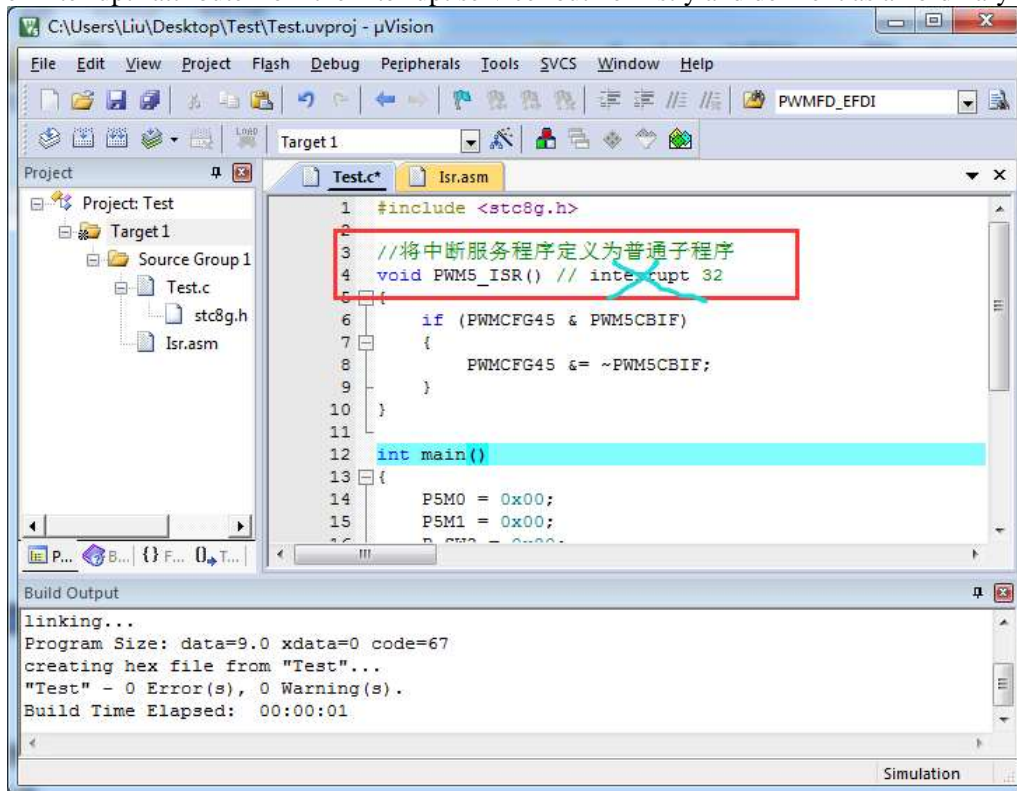 C:\Users\Liu\Desktop\Test\Test.uvproj - µVision
File Edit View Project Flash Debug Peripherals Tools SVCS Window Help
PWMFD_EFDI
LOAD
Target 1
Project
Test.c* Isr.asm
Project: Test
Target 1
Source Group 1
Test.c
stc8g.h
Isr.asm
1 #include <stc8g.h>
2
3 //将中断服务程序定义为普通子程序
4 void PWM5_ISR() // interrupt 32
5 {
6 if (PWMCFG45 & PWM5CBIF)
7 {
8 PWMCFG45 &= ~PWM5CBIF;
9 }
10 }
11
12 int main()
13 {
14 P5M0 = 0x00;
15 P5M1 = 0x00;
P... B... {} F... 0 T...
Build Output
linking...
Program Size: data=9.0 xdata=0 code=67
creating hex file from "Test"...
"Test" - 0 Error(s), 0 Warning(s).
Build Time Elapsed: 00:00:01
Simulation